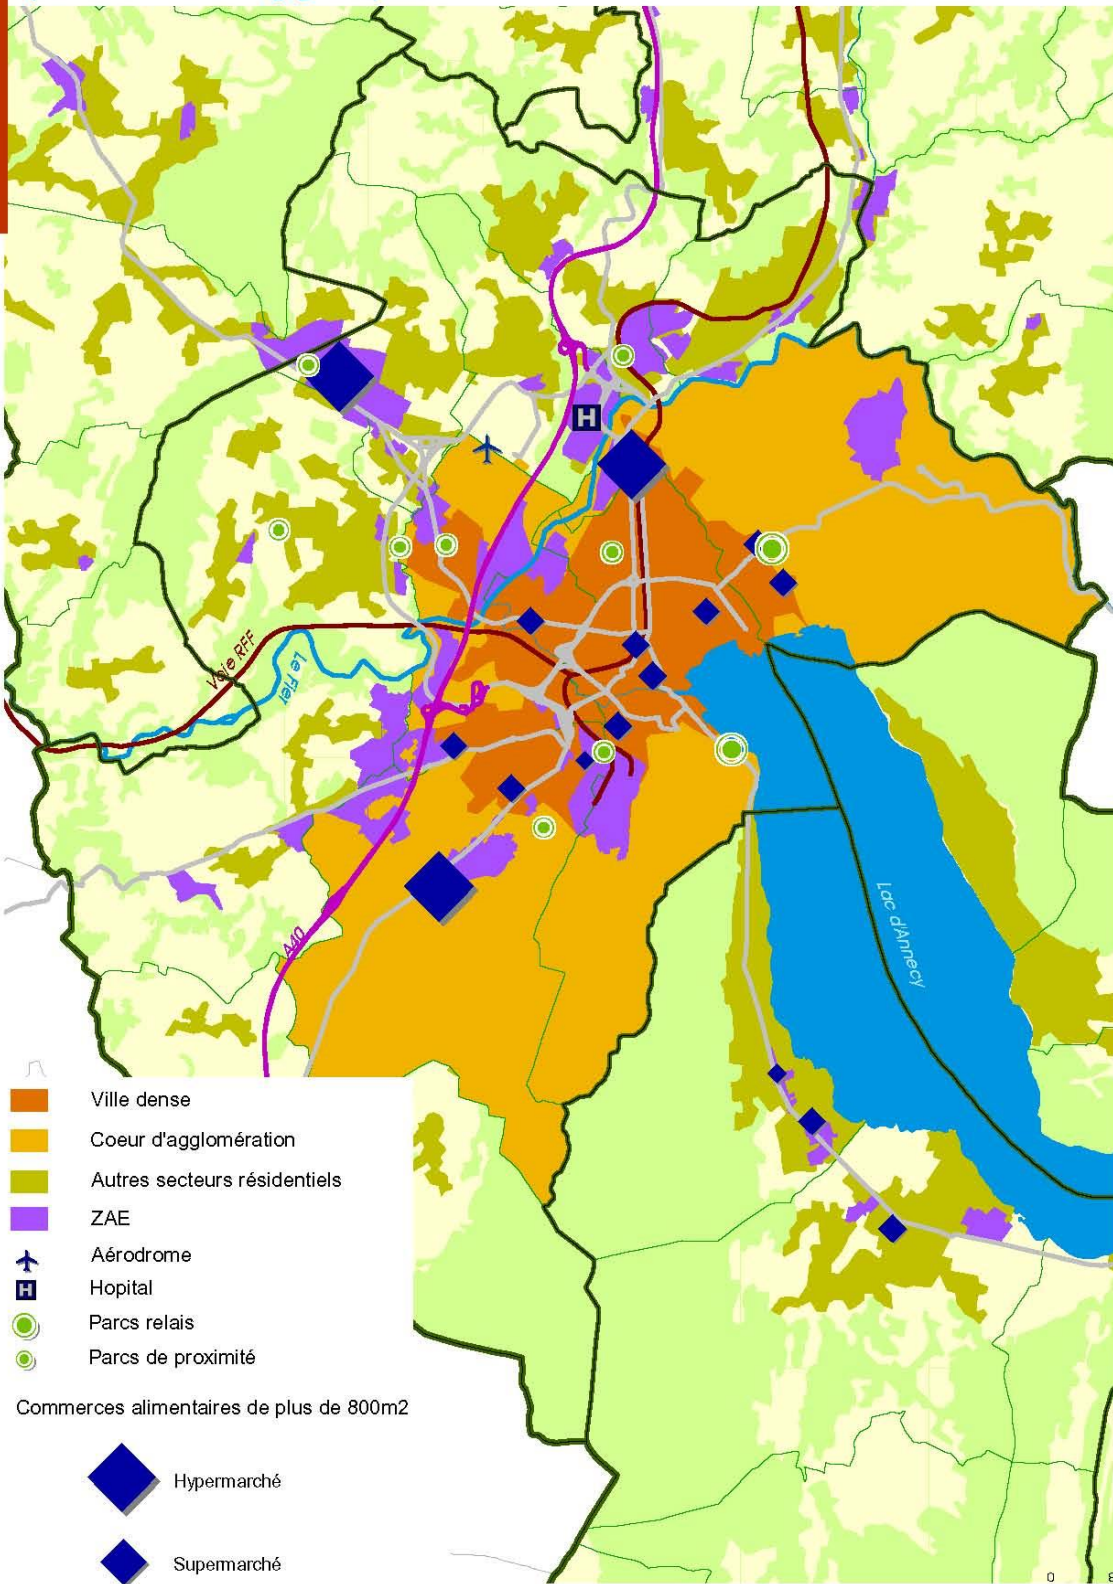 H
Voie RFF
Le Fier
A40
Lac d'Annecy
Ville dense
Coeur d'agglomération
Autres secteurs résidentiels
ZAE
Aérodrome
H Hopital
Parcs relais
Parcs de proximité
Commerces alimentaires de plus de 800m2
Hypermarché
Supermarché
0